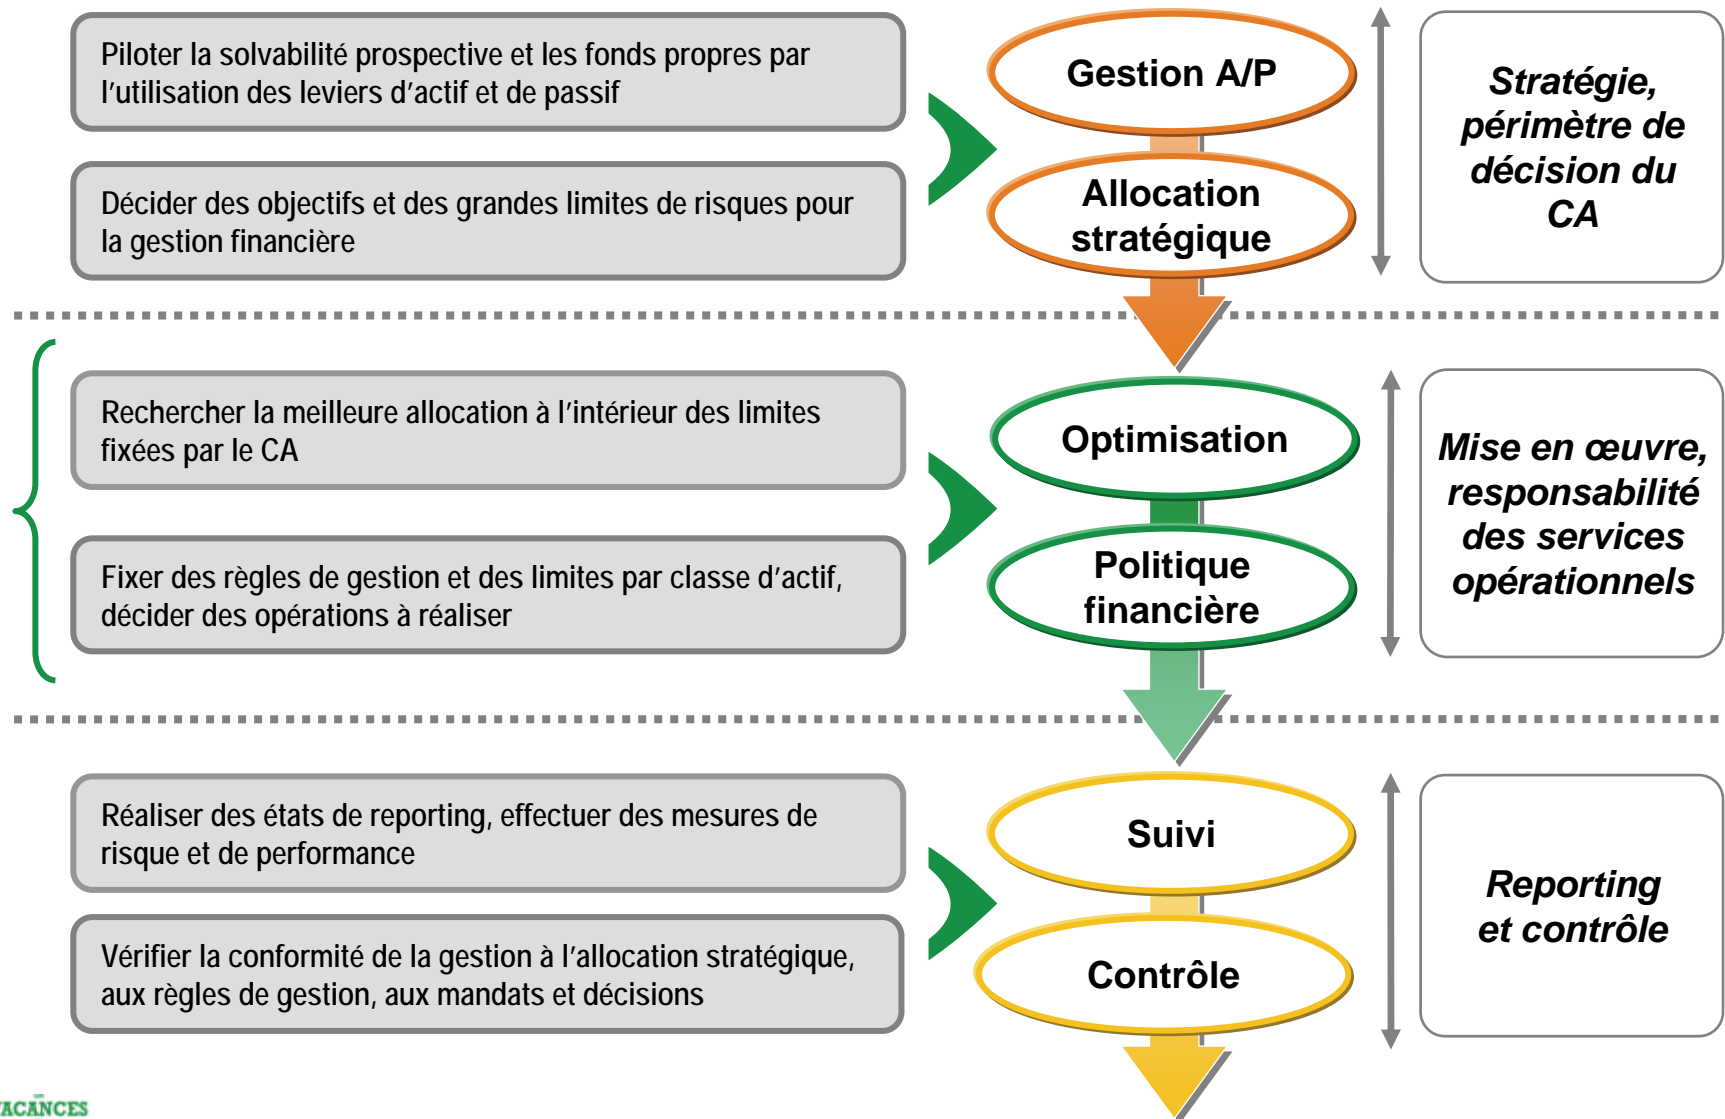 Piloter la solvabilité prospective et les fonds propres par
l'utilisation des leviers d'actif et de passif
Gestion A/P
Stratégie,
périmètre de
décision du
CA
Décider des objectifs et des grandes limites de risques pour
la gestion financière
Allocation
stratégique
Rechercher la meilleure allocation à l'intérieur des limites
fixées par le CA
Optimisation
Mise en œuvre,
responsabilité
des services
opérationnels
Fixer des règles de gestion et des limites par classe d'actif,
décider des opérations à réaliser
Politique
financière
Réaliser des états de reporting, effectuer des mesures de
risque et de performance
Suivi
Reporting
et contrôle
Vérifier la conformité de la gestion à l'allocation stratégique,
aux règles de gestion, aux mandats et décisions
Contrôle
VACANCES